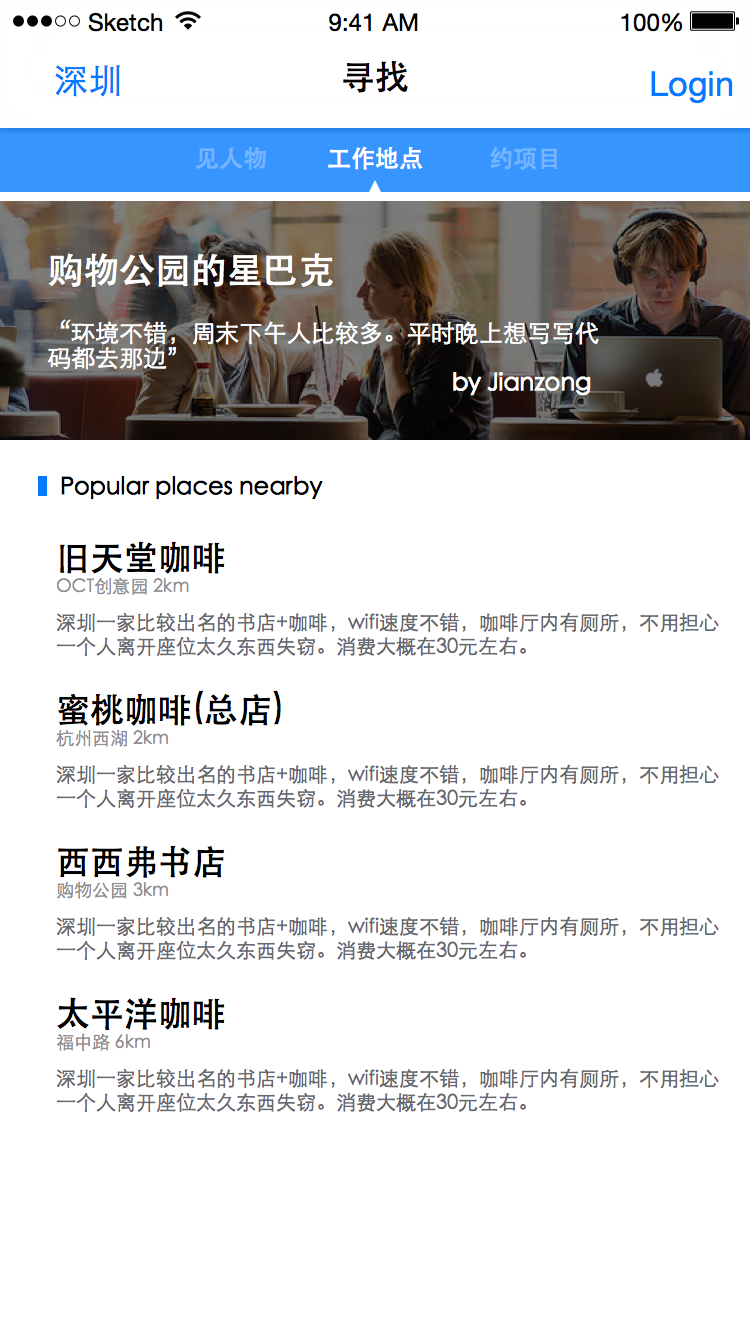 Sketch 9:41 AM 100%
深圳 寻找 Login
见人物 工作地点 约项目
购物公园的星巴克
“环境不错，周末下午人比较多。平时晚上想写写代
码都去那边”
by Jianzong
Popular places nearby
旧天堂咖啡
OCT创意园 2km
深圳一家比较出名的书店+咖啡，wifi速度不错，咖啡厅内有厕所，不用担心
一个人离开座位太久东西失窃。消费大概在30元左右。
蜜桃咖啡(总店)
杭州西湖 2km
深圳一家比较出名的书店+咖啡，wifi速度不错，咖啡厅内有厕所，不用担心
一个人离开座位太久东西失窃。消费大概在30元左右。
西西弗书店
购物公园 3km
深圳一家比较出名的书店+咖啡，wifi速度不错，咖啡厅内有厕所，不用担心
一个人离开座位太久东西失窃。消费大概在30元左右。
太平洋咖啡
福中路 6km
深圳一家比较出名的书店+咖啡，wifi速度不错，咖啡厅内有厕所，不用担心
一个人离开座位太久东西失窃。消费大概在30元左右。